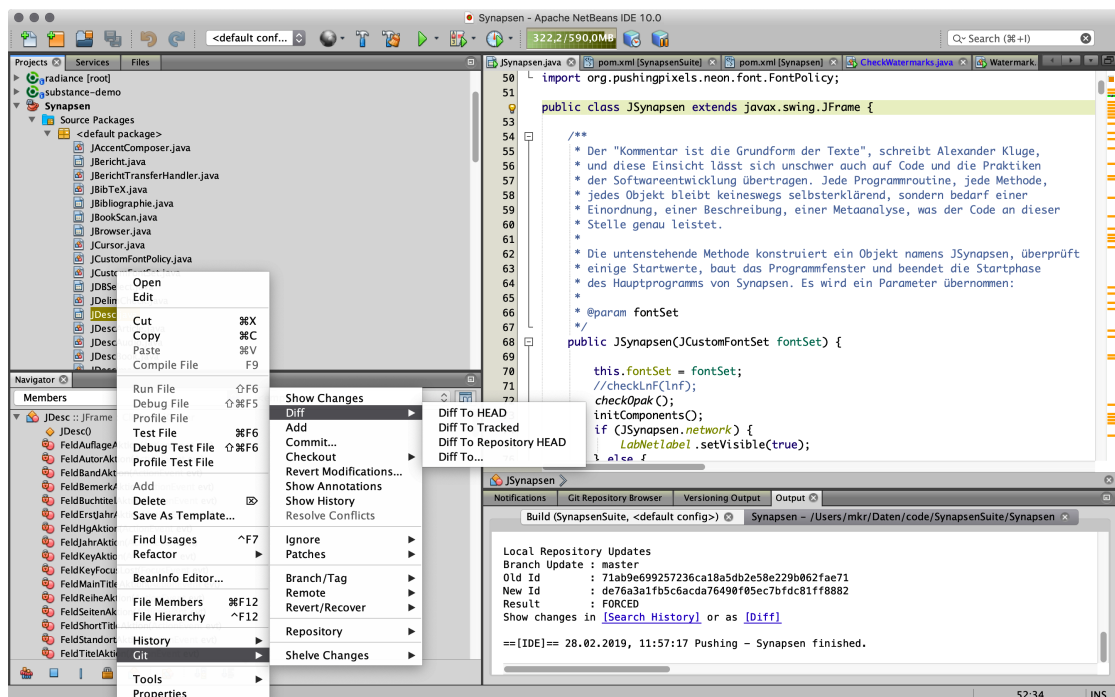 Synapsen - Apache NetBeans IDE 10.0
<default conf...
322,2/590,0MB
Search (⌘+I)
Projects
Services
Files
radiance [root]
substance-demo
Synapsen
Source Packages
<default package>
JAccentComposer.java
JBericht.java
JBerichtTransferHandler.java
JBibTeX.java
JBibliographie.java
JBookScan.java
JBrowser.java
JCursor.java
JCustomFontPolicy.java
Open
Edit
Cut ⌘X
Copy ⌘C
Paste ⌘V
Compile File F9
Run File ⇧F6
Debug File ⇧⌘F5
Profile File
Test File ⌘F6
Debug Test File ⇧⌘F6
Profile Test File
Add
Delete ⌦
Save As Template...
Find Usages ^F7
Refactor
BeanInfo Editor...
File Members ⌘F12
File Hierarchy ^F12
History
Git
Tools
Properties
Show Changes
Diff
Add
Commit...
Checkout
Revert Modifications...
Show Annotations
Show History
Resolve Conflicts
Ignore
Patches
Branch/Tag
Remote
Revert/Recover
Repository
Shelve Changes
Diff To HEAD
Diff To Tracked
Diff To Repository HEAD
Diff To...
Navigator
Members
JDesc :: JFrame
JDesc()
JSynapsen.java
pom.xml [SynapsenSuite]
pom.xml [Synapsen]
CheckWatermarks.java
Watermark.
50 import org.pushingpixels.neon.font.FontPolicy;
51
public class JSynapsen extends javax.swing.JFrame {
53
54 /**
55 * Der "Kommentar ist die Grundform der Texte", schreibt Alexander Kluge,
56 * und diese Einsicht lässt sich unschwer auch auf Code und die Praktiken
57 * der Softwareentwicklung übertragen. Jede Programmroutine, jede Methode,
58 * jedes Objekt bleibt keineswegs selbsterklärend, sondern bedarf einer
59 * Einordnung, einer Beschreibung, einer Metaanalyse, was der Code an dieser
60 * Stelle genau leistet.
61 *
62 * Die untenstehende Methode konstruiert ein Objekt namens JSynapsen, überprüft
63 * einige Startwerte, baut das Programmfenster und beendet die Startphase
64 * des Hauptprogramms von Synapsen. Es wird ein Parameter übernommen:
65 *
66 * @param fontSet
67 */
68 public JSynapsen(JCustomFontSet fontSet) {
69
70 this.fontSet = fontSet;
71 //checkLnF(lnf);
72 checkOpak();
initComponents();
if (JSynapsen.network) {
LabNetlabel.setVisible(true);
} else {
JSynapsen
Notifications
Git Repository Browser
Versioning Output
Output
Build (SynapsenSuite, <default config>)
Synapsen - /Users/mkr/Daten/code/SynapsenSuite/Synapsen
Local Repository Updates
Branch Update : master
Old Id : 71ab9e699257236ca18a5db2e58e229b062fae71
New Id : de76a3a1fb5c6acda76490f05ec7bfdc81ff8882
Result : FORCED
Show changes in [Search History] or as [Diff]
==[IDE]== 28.02.2019, 11:57:17 Pushing - Synapsen finished.
52:34
INS